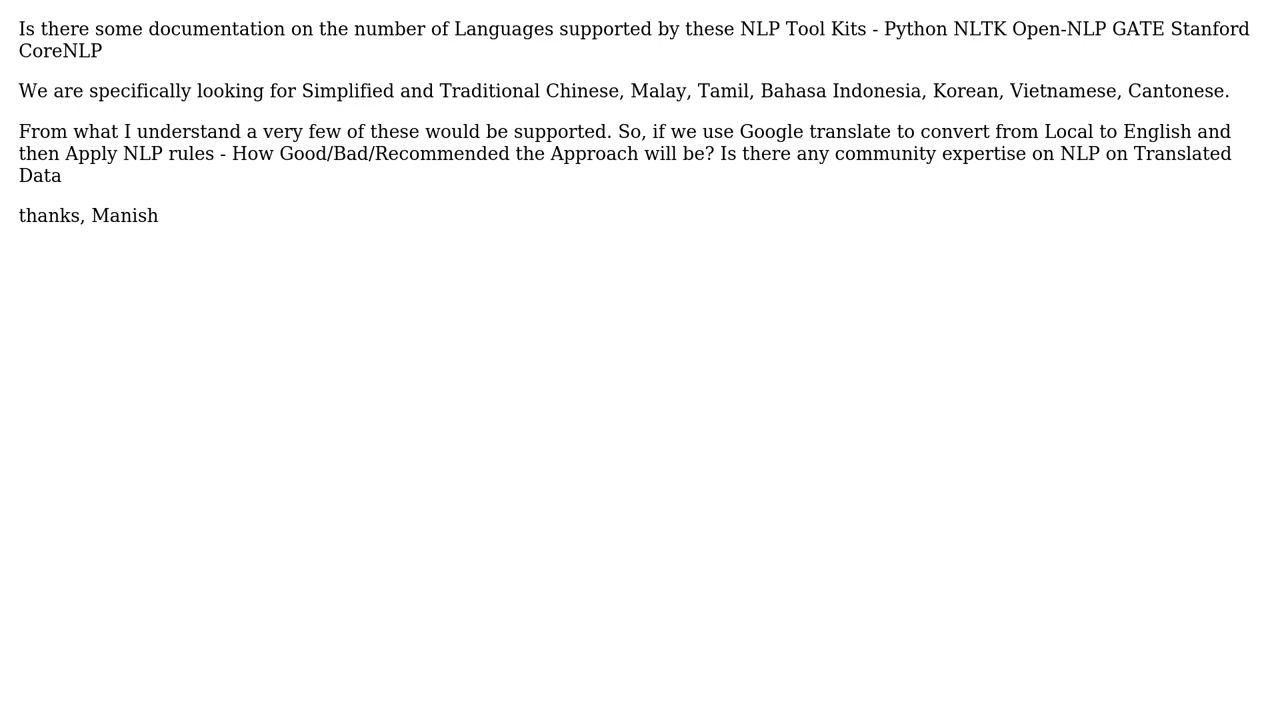 Is there some documentation on the number of Languages supported by these NLP Tool Kits - Python NLTK Open-NLP GATE Stanford
CoreNLP
We are specifically looking for Simplified and Traditional Chinese, Malay, Tamil, Bahasa Indonesia, Korean, Vietnamese, Cantonese.
From what I understand a very few of these would be supported. So, if we use Google translate to convert from Local to English and
then Apply NLP rules - How Good/Bad/Recommended the Approach will be? Is there any community expertise on NLP on Translated
Data
thanks, Manish